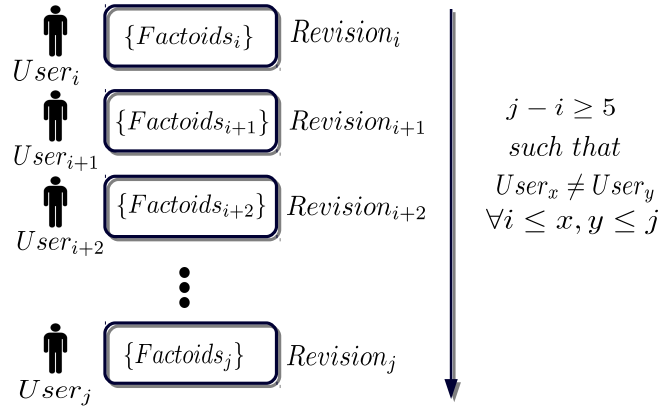 {Factoids_i} Revision_i
User_i
{Factoids_{i+1}} Revision_{i+1}
User_{i+1}
{Factoids_{i+2}} Revision_{i+2}
User_{i+2}
{Factoids_j} Revision_j
User_j
j − i ≥ 5
such that
User_x ≠ User_y
∀i ≤ x, y ≤ j